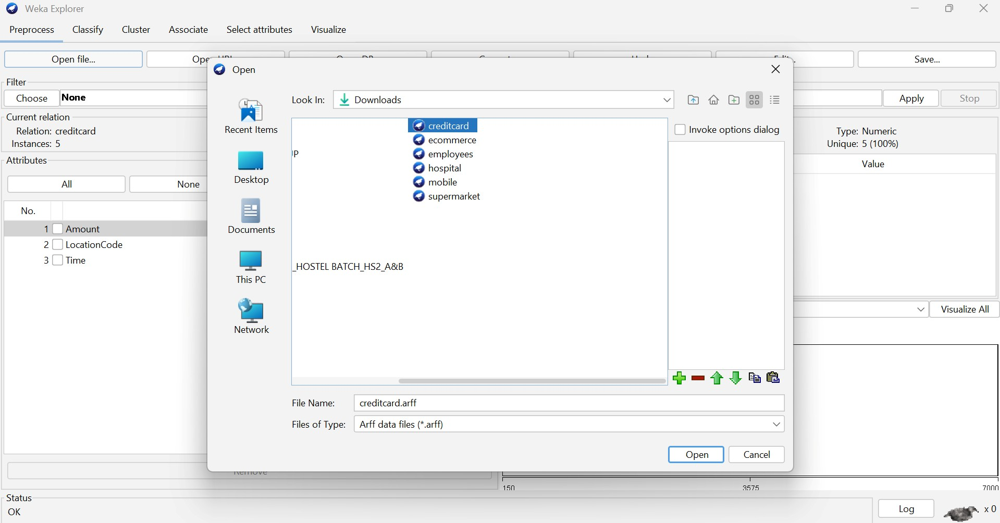 Weka Explorer
Preprocess Classify Cluster Associate Select attributes Visualize
Open file... Ope Save...
Open
Filter
Choose None Apply Stop
Look In: Downloads
Current relation
Relation: creditcard
Instances: 5
Type: Numeric
Unique: 5 (100%)
Value
Attributes
All None
No.
1 Amount
2 LocationCode
3 Time
Recent Items
Desktop
Documents
This PC
Network
creditcard
ecommerce
employees
hospital
mobile
supermarket
_HOSTEL BATCH_HS2_A&B
Invoke options dialog
File Name: creditcard.arff
Files of Type: Arff data files (*.arff)
Open Cancel
Visualize All
Remove
150 3575 7000
Status
OK
Log x 0